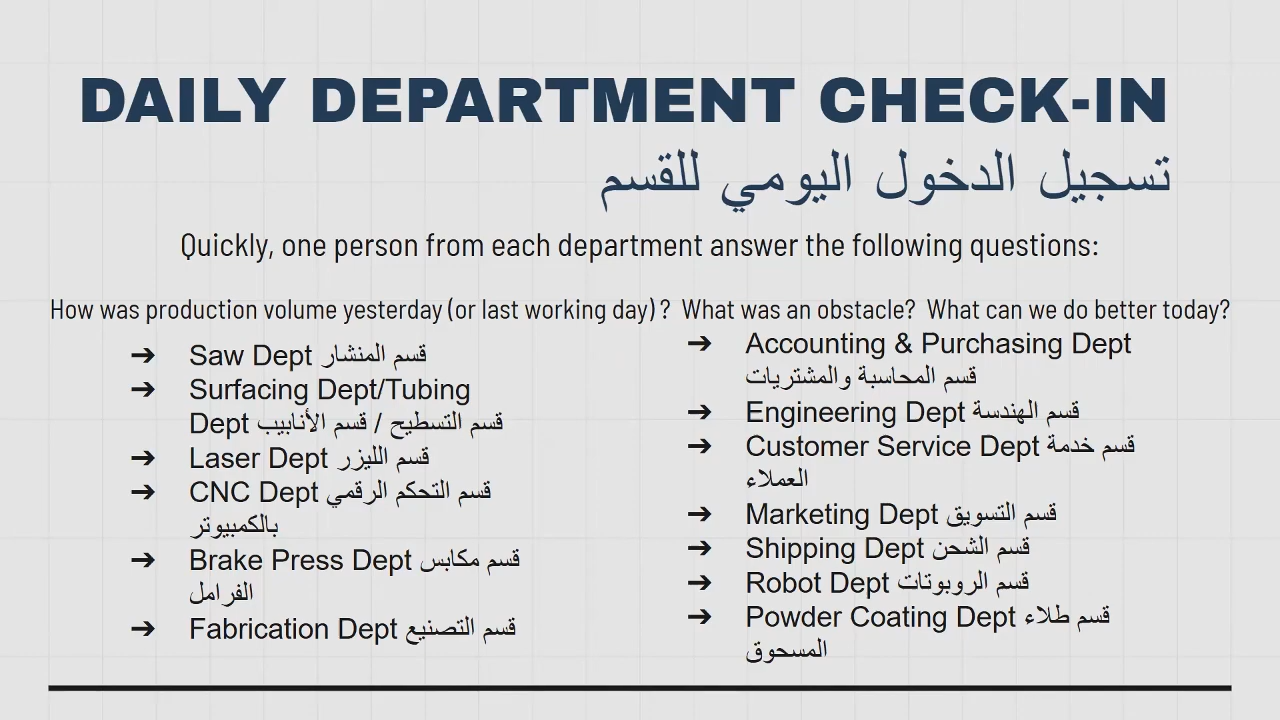 DAILY DEPARTMENT CHECK-IN
تسجيل الدخول اليومي للقسم
Quickly, one person from each department answer the following questions:
How was production volume yesterday (or last working day) ? What was an obstacle? What can we do better today?
➔ Saw Dept قسم المنشار
➔ Surfacing Dept/Tubing
Dept قسم التسطيح / قسم الأنابيب
➔ Laser Dept قسم الليزر
➔ CNC Dept قسم التحكم الرقمي
بالكمبيوتر
➔ Brake Press Dept قسم مكابس
الفرامل
➔ Fabrication Dept قسم التصنيع
➔ Accounting & Purchasing Dept
قسم المحاسبة والمشتريات
➔ Engineering Dept قسم الهندسة
➔ Customer Service Dept قسم خدمة
العملاء
➔ Marketing Dept قسم التسويق
➔ Shipping Dept قسم الشحن
➔ Robot Dept قسم الروبوتات
➔ Powder Coating Dept قسم طلاء
المسحوق